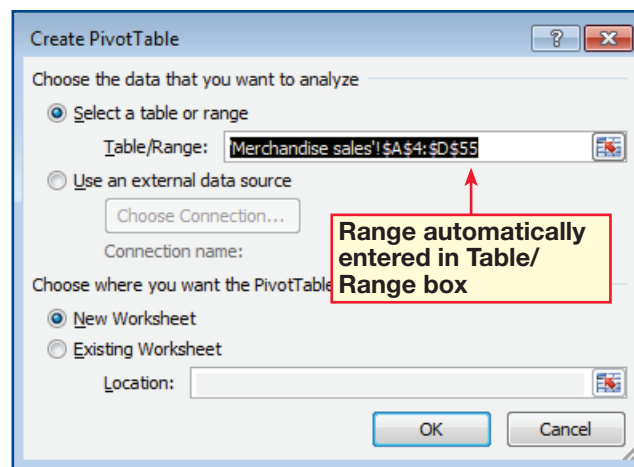 Create PivotTable
Choose the data that you want to analyze
Select a table or range
Table/Range: 'Merchandise sales'!$A$4:$D$55
Use an external data source
Choose Connection...
Connection name:
Range automatically
entered in Table/
Range box
Choose where you want the PivotTable
New Worksheet
Existing Worksheet
Location:
OK Cancel